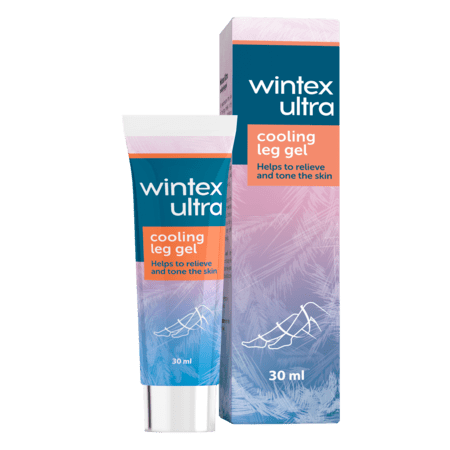 wintex
ultra
cooling
leg gel
Helps to relieve
and tone the skin
30 ml
wintex
ultra
cooling
leg gel
Helps to relieve
and tone the skin
30 ml